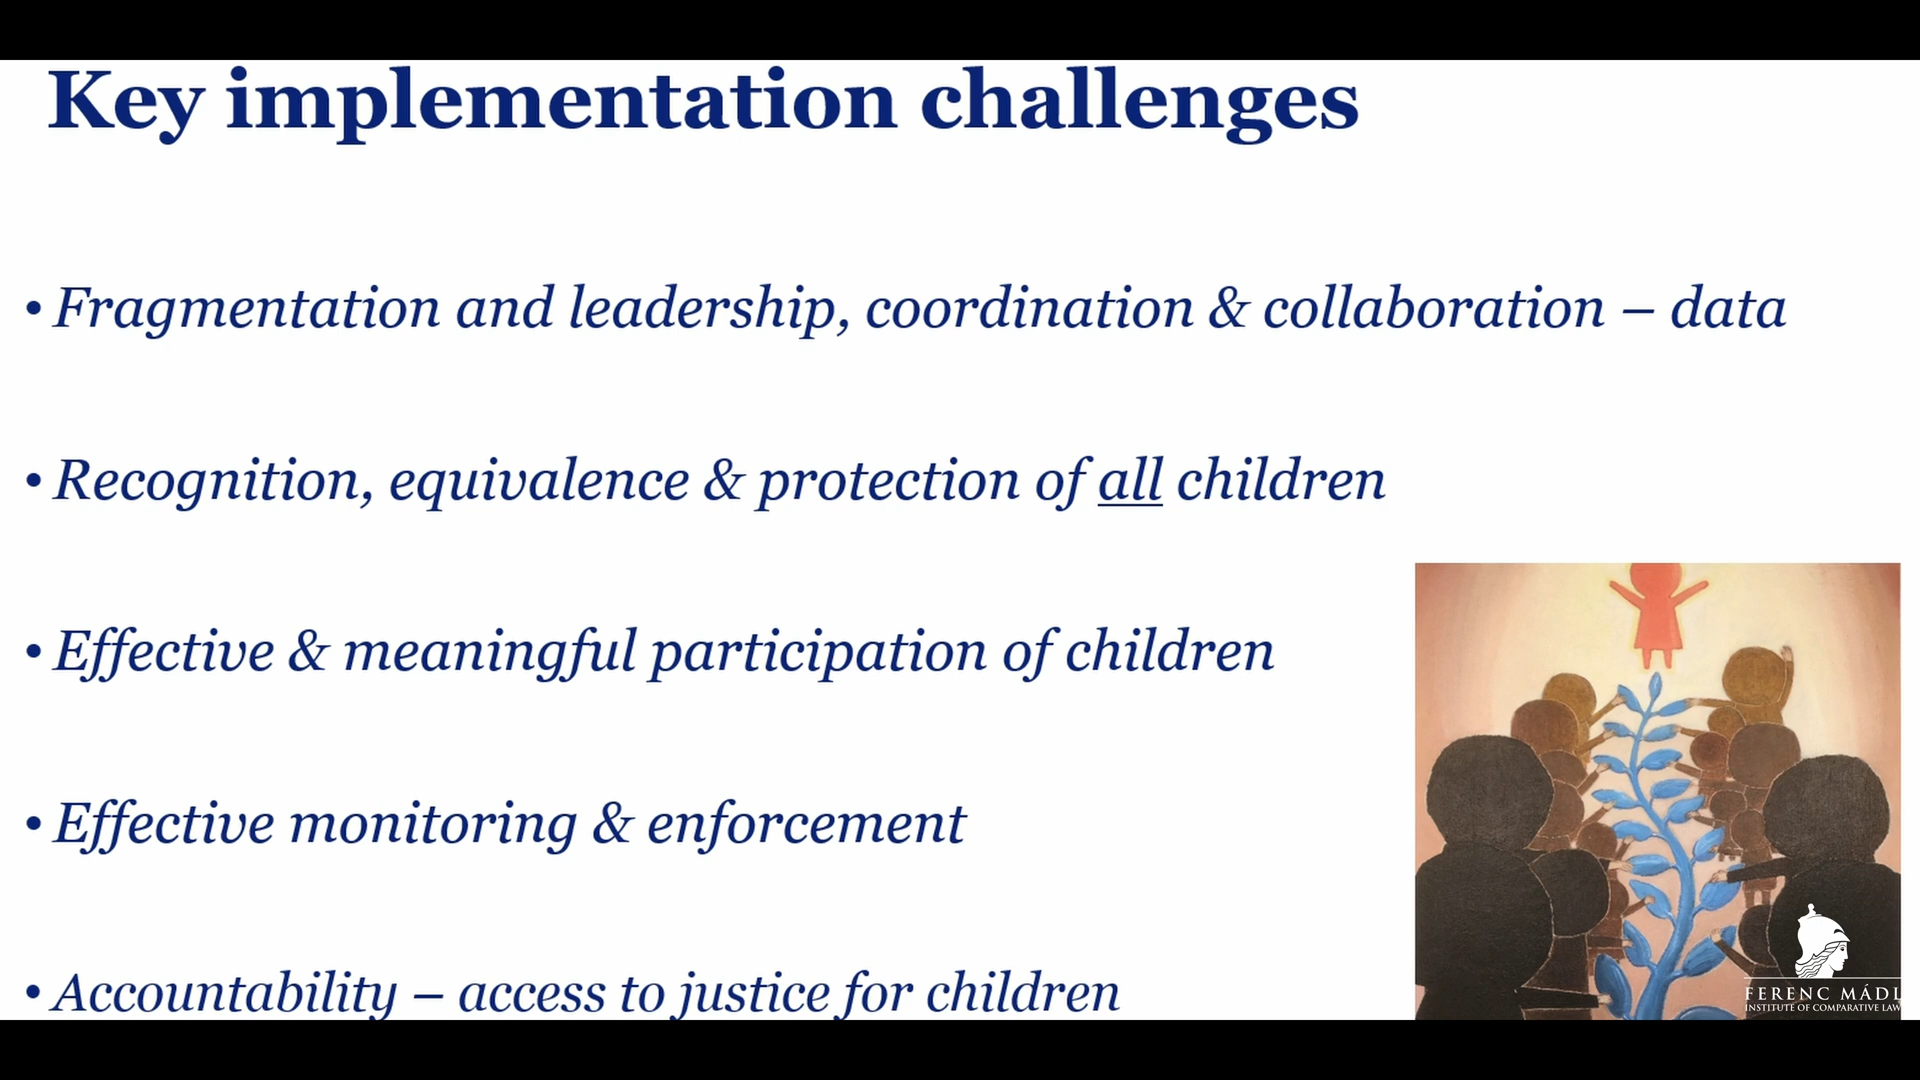 Key implementation challenges
• Fragmentation and leadership, coordination & collaboration – data
• Recognition, equivalence & protection of all children
• Effective & meaningful participation of children
• Effective monitoring & enforcement
• Accountability – access to justice for children
FERENC MÁDL
INSTITUTE OF COMPARATIVE LAW